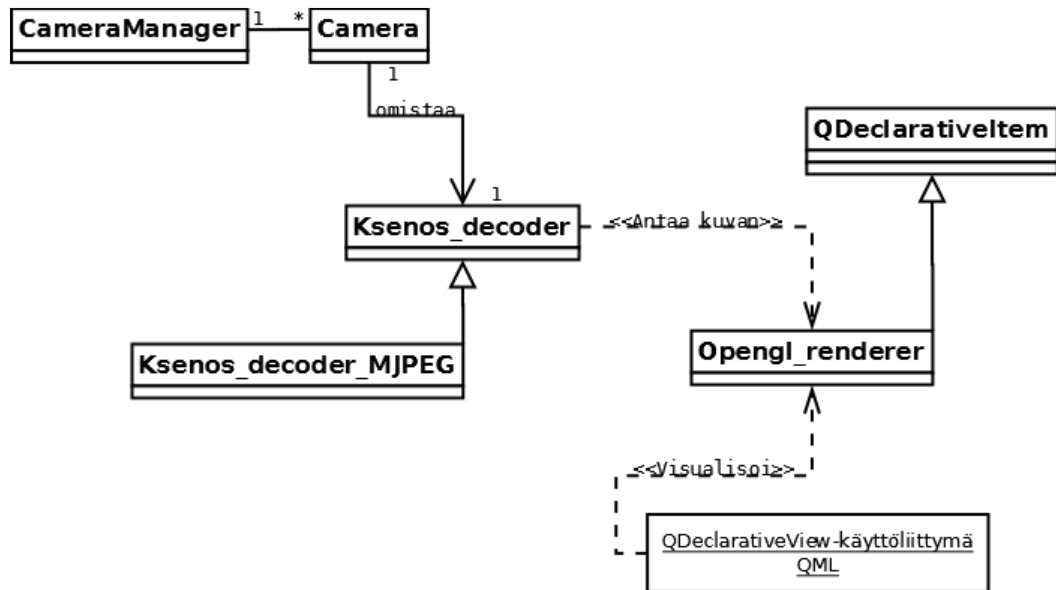 CameraManager
1
*
Camera
1
omistaa
QDeclarativeItem
1
Ksenos_decoder
<<Antaa kuvan>>
Ksenos_decoder_MJPEG
Opengl_renderer
<<Visualisoi>>
QDeclarativeView-käyttöliittymä
QML